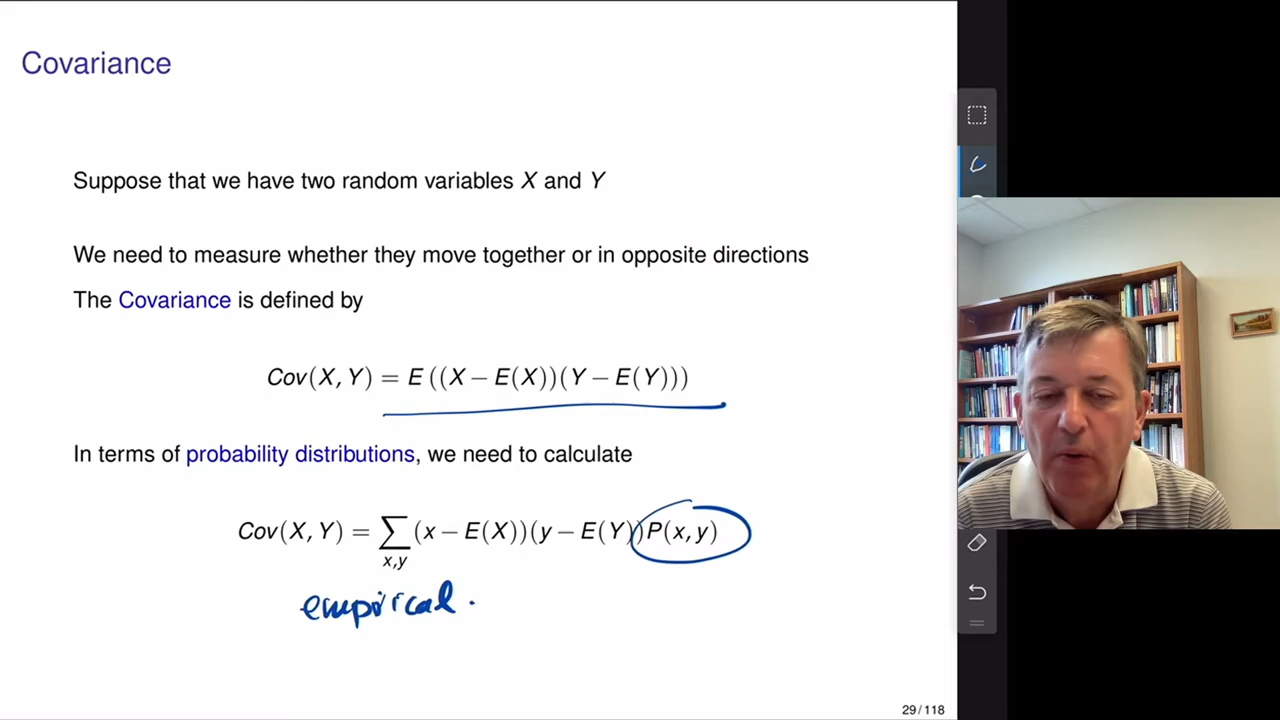 Covariance
Suppose that we have two random variables X and Y
We need to measure whether they move together or in opposite directions
The Covariance is defined by
Cov(X, Y) = E ((X − E(X))(Y − E(Y)))
In terms of probability distributions, we need to calculate
Cov(X, Y) = ∑ (x − E(X))(y − E(Y))P(x, y)
x,y
empirical.
29 / 118